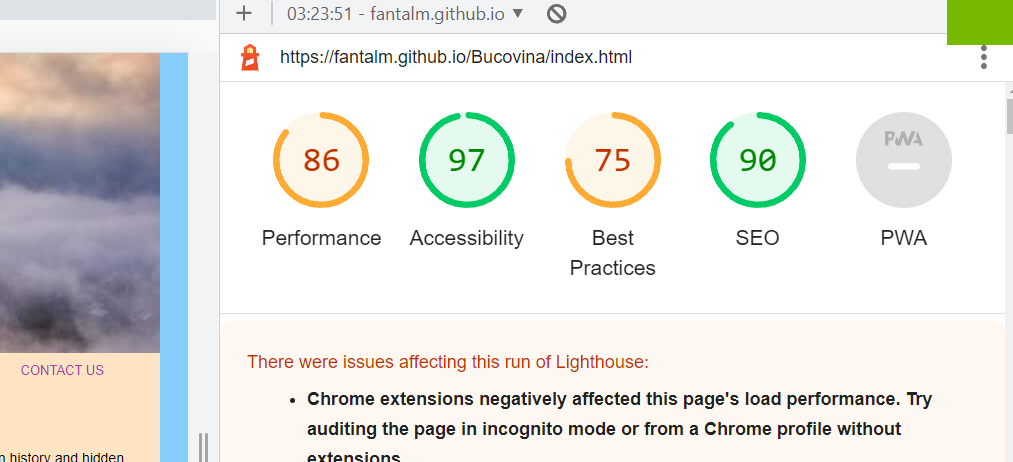 03:23:51 - fantalm.github.io
https://fantalm.github.io/Bucovina/index.html
86
97
75
90
PWA
Performance
Accessibility
Best
Practices
SEO
PWA
There were issues affecting this run of Lighthouse:
• Chrome extensions negatively affected this page's load performance. Try
auditing the page in incognito mode or from a Chrome profile without
extensions.
CONTACT US
n history and hidden